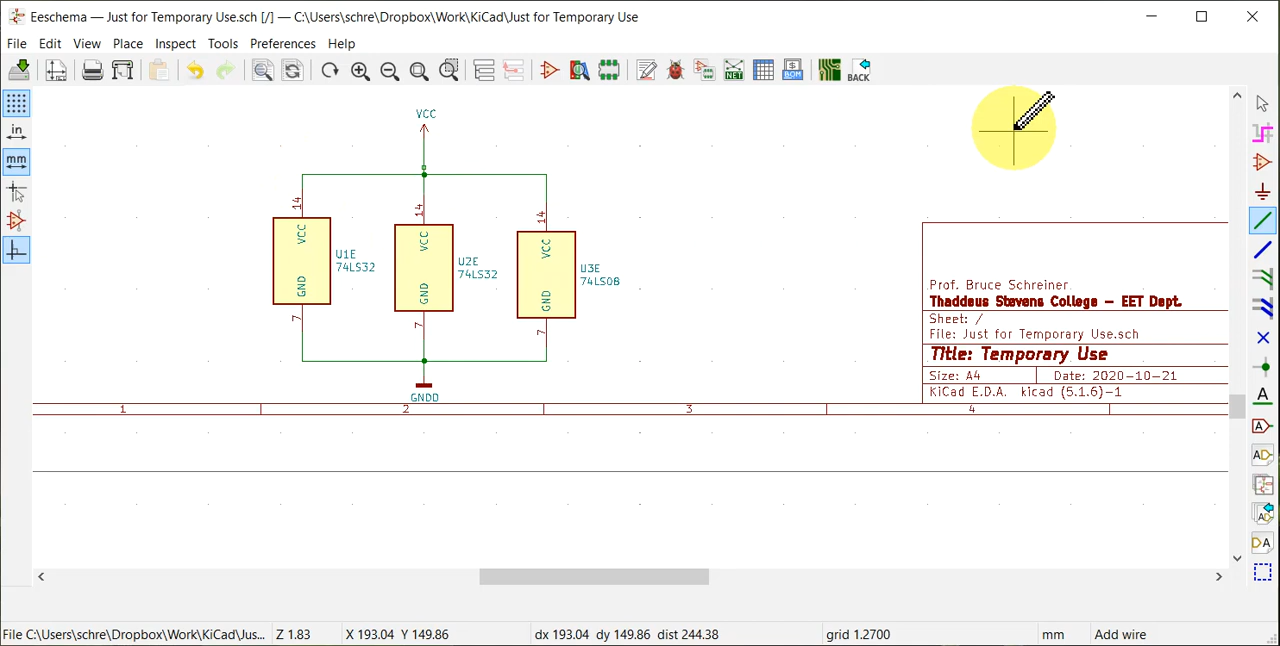 Eeschema — Just for Temporary Use.sch [/] — C:\Users\schre\Dropbox\Work\KiCad\Just for Temporary Use
File Edit View Place Inspect Tools Preferences Help
NET
$
BOM
BACK
in
mm
VCC
14
VCC
GND
7
U1E
74LS32
14
VCC
GND
7
U2E
74LS32
14
VCC
GND
7
U3E
74LS08
GNDD
Prof. Bruce Schreiner
Thaddeus Stevens College – EET Dept.
Sheet: /
File: Just for Temporary Use.sch
Title: Temporary Use
Size: A4 Date: 2020-10-21
KiCad E.D.A. kicad (5.1.6)-1
1 2 3 4
A
A
AD
AD
DA
File C:\Users\schre\Dropbox\Work\KiCad\Jus... Z 1.83 X 193.04 Y 149.86 dx 193.04 dy 149.86 dist 244.38 grid 1.2700 mm Add wire